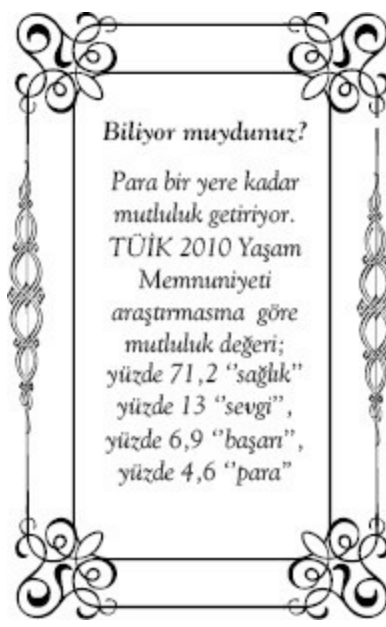 Biliyor muydunuz?
Para bir yere kadar
mutluluk getiriyor.
TÜİK 2010 Yaşam
Memnuniyeti
araştırmasına göre
mutluluk değeri;
yüzde 71,2 ‘’sağlık’’
yüzde 13 ‘’sevgi’’,
yüzde 6,9 ‘’başarı’’,
yüzde 4,6 ‘’para”